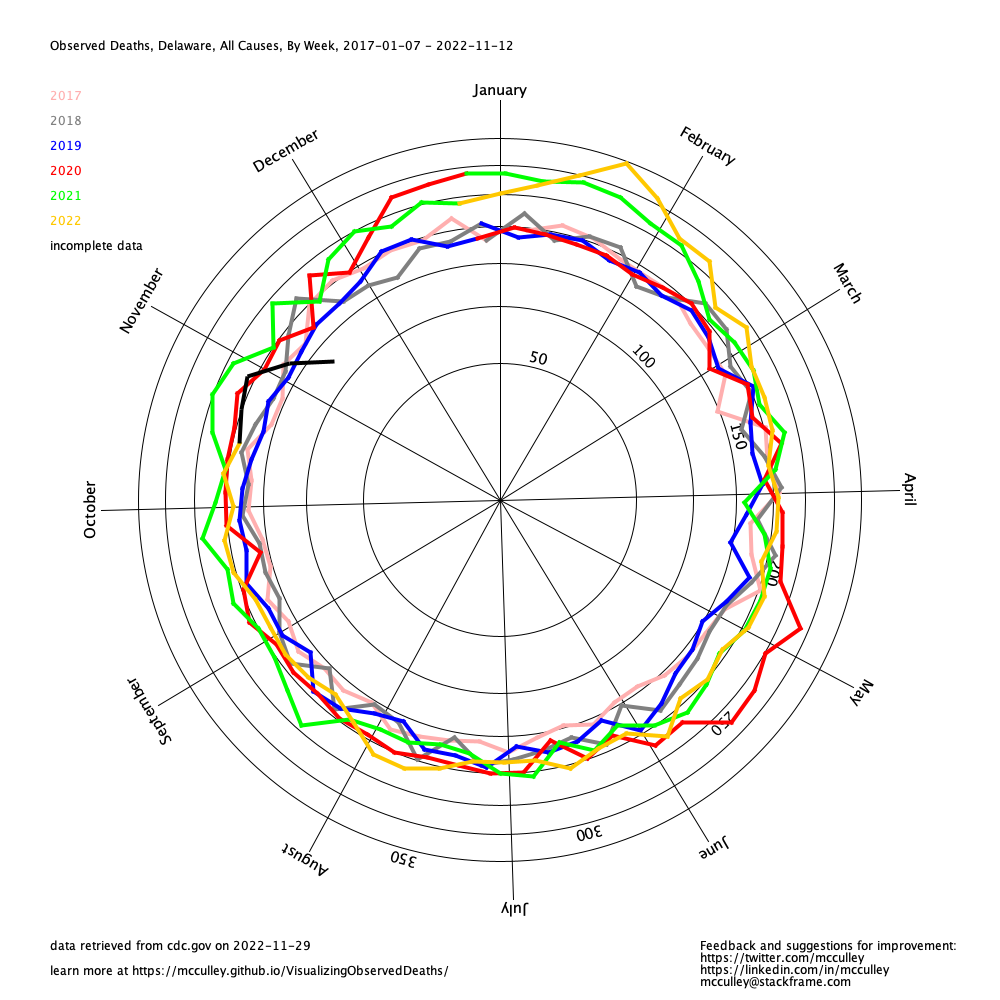 Observed Deaths, Delaware, All Causes, By Week, 2017-01-07 - 2022-11-12
January
2017
2018
2019
2020
2021
2022
incomplete data
December
February
November
March
50
100
150
October
April
200
September
May
250
300
350
August
June
July
data retrieved from cdc.gov on 2022-11-29
learn more at https://mcculley.github.io/VisualizingObservedDeaths/
Feedback and suggestions for improvement:
https://twitter.com/mcculley
https://linkedin.com/in/mcculley
mcculley@stackframe.com